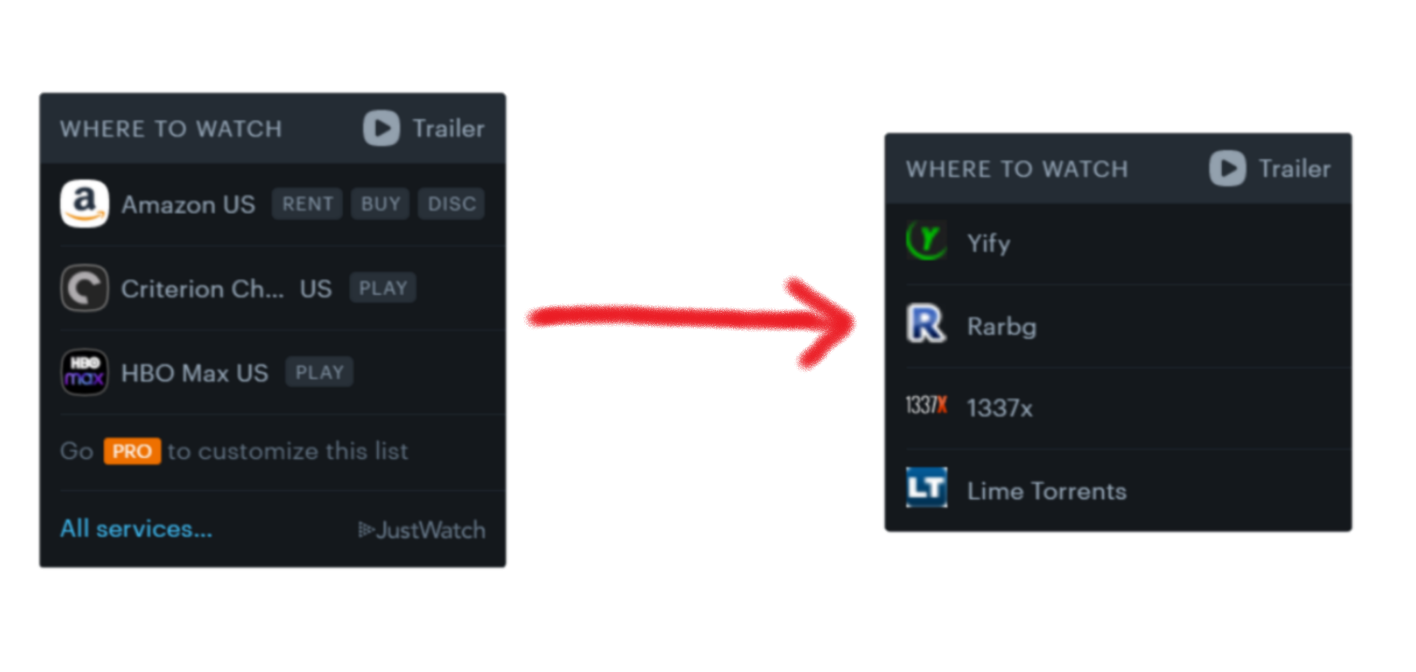 WHERE TO WATCH Trailer
a Amazon US RENT BUY DISC
Criterion Ch... US PLAY
HBO max HBO Max US PLAY
Go PRO to customize this list
All services... JustWatch
WHERE TO WATCH Trailer
Y Yify
R Rarbg
1337X 1337x
LT Lime Torrents